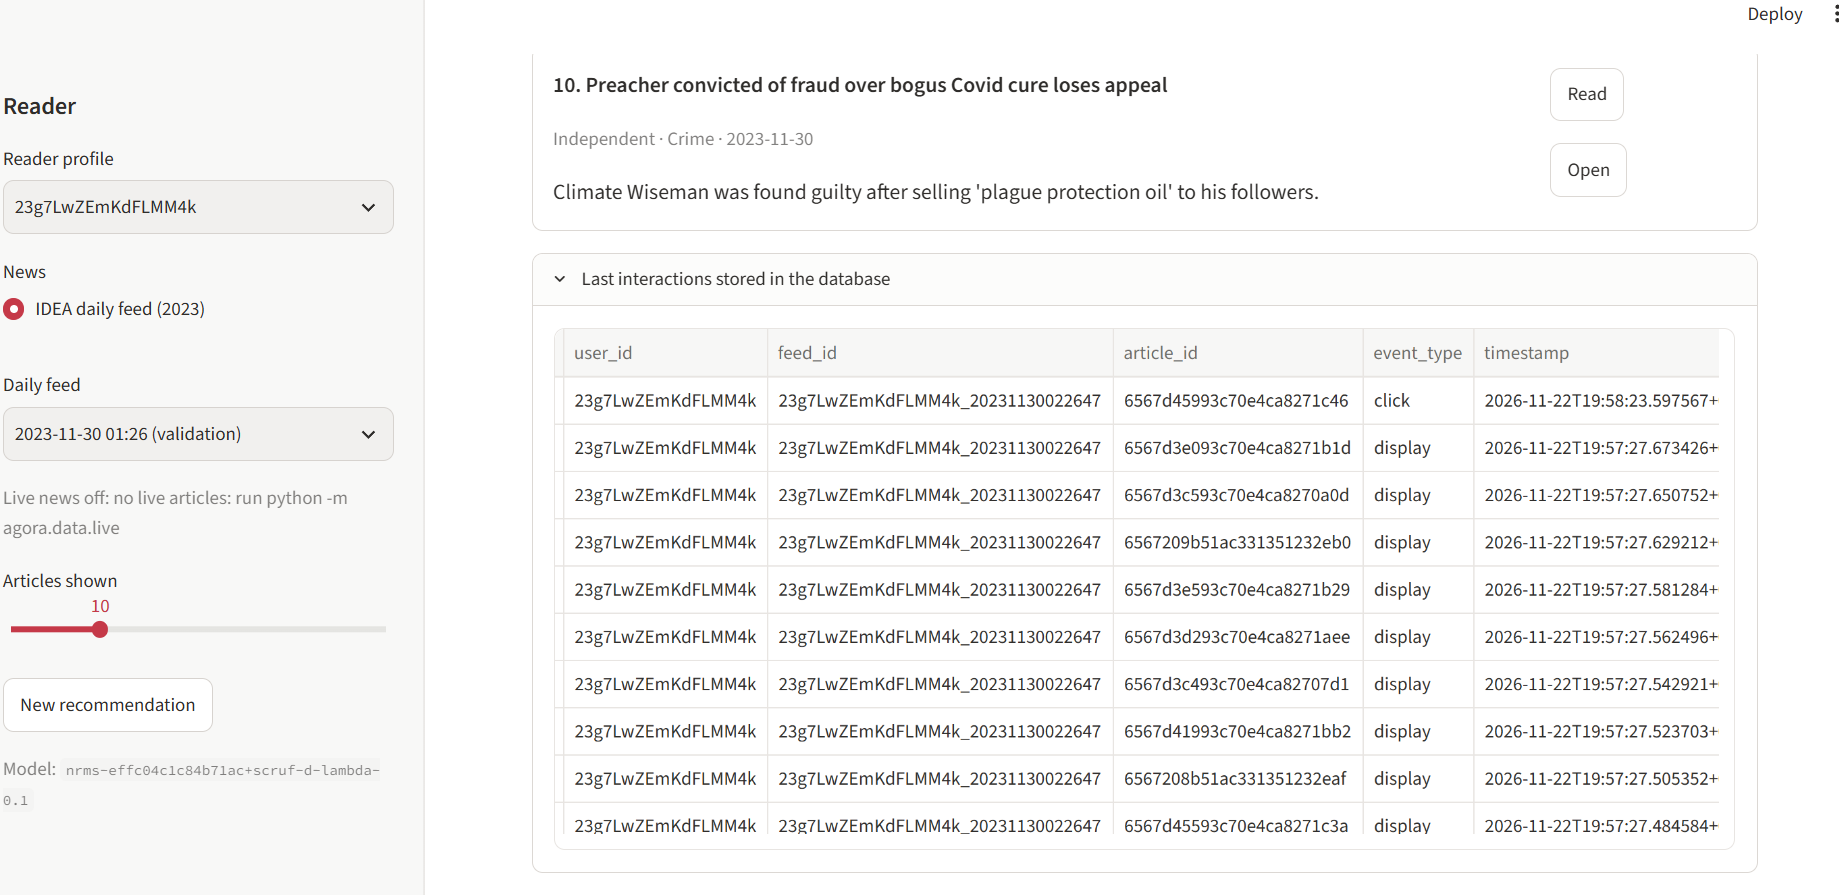 Deploy
Reader
Reader profile
23g7LwZEmKdFLMM4k
News
IDEA daily feed (2023)
Daily feed
2023-11-30 01:26 (validation)
Live news off: no live articles: run python -m
agora.data.live
Articles shown
10
New recommendation
Model: nrms-effc04c1c84b71ac+scruf-d-lambda-
0.1
10. Preacher convicted of fraud over bogus Covid cure loses appeal
Read
Independent · Crime · 2023-11-30
Open
Climate Wiseman was found guilty after selling 'plague protection oil' to his followers.
Last interactions stored in the database
user_id feed_id article_id event_type timestamp
23g7LwZEmKdFLMM4k 23g7LwZEmKdFLMM4k_20231130022647 6567d45993c70e4ca8271c46 click 2026-11-22T19:58:23.597567+
23g7LwZEmKdFLMM4k 23g7LwZEmKdFLMM4k_20231130022647 6567d3e093c70e4ca8271b1d display 2026-11-22T19:57:27.673426+
23g7LwZEmKdFLMM4k 23g7LwZEmKdFLMM4k_20231130022647 6567d3c593c70e4ca8270a0d display 2026-11-22T19:57:27.650752+
23g7LwZEmKdFLMM4k 23g7LwZEmKdFLMM4k_20231130022647 6567209b51ac331351232eb0 display 2026-11-22T19:57:27.629212+
23g7LwZEmKdFLMM4k 23g7LwZEmKdFLMM4k_20231130022647 6567d3e593c70e4ca8271b29 display 2026-11-22T19:57:27.581284+
23g7LwZEmKdFLMM4k 23g7LwZEmKdFLMM4k_20231130022647 6567d3d293c70e4ca8271aee display 2026-11-22T19:57:27.562496+
23g7LwZEmKdFLMM4k 23g7LwZEmKdFLMM4k_20231130022647 6567d3c493c70e4ca82707d1 display 2026-11-22T19:57:27.542921+
23g7LwZEmKdFLMM4k 23g7LwZEmKdFLMM4k_20231130022647 6567d41993c70e4ca8271bb2 display 2026-11-22T19:57:27.523703+
23g7LwZEmKdFLMM4k 23g7LwZEmKdFLMM4k_20231130022647 6567208b51ac331351232eaf display 2026-11-22T19:57:27.505352+
23g7LwZEmKdFLMM4k 23g7LwZEmKdFLMM4k_20231130022647 6567d45593c70e4ca8271c3a display 2026-11-22T19:57:27.484584+